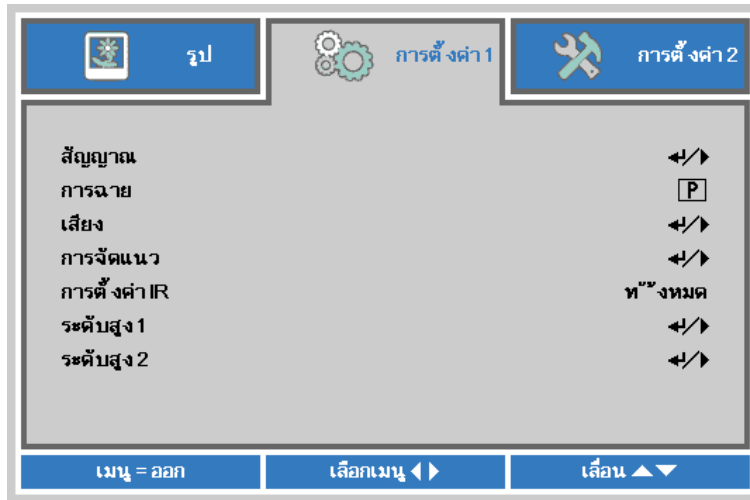 รูป
การตั้งค่า 1
การตั้งค่า 2
สัญญาณ ↵/▶
การฉาย P
เสียง ↵/▶
การจัดแนว ↵/▶
การตั้งค่า IR ท ั ้งหมด
ระดับสูง 1 ↵/▶
ระดับสูง 2 ↵/▶
เมนู = ออก
เลือกเมนู ◀ ▶
เลื่อน ▲ ▼